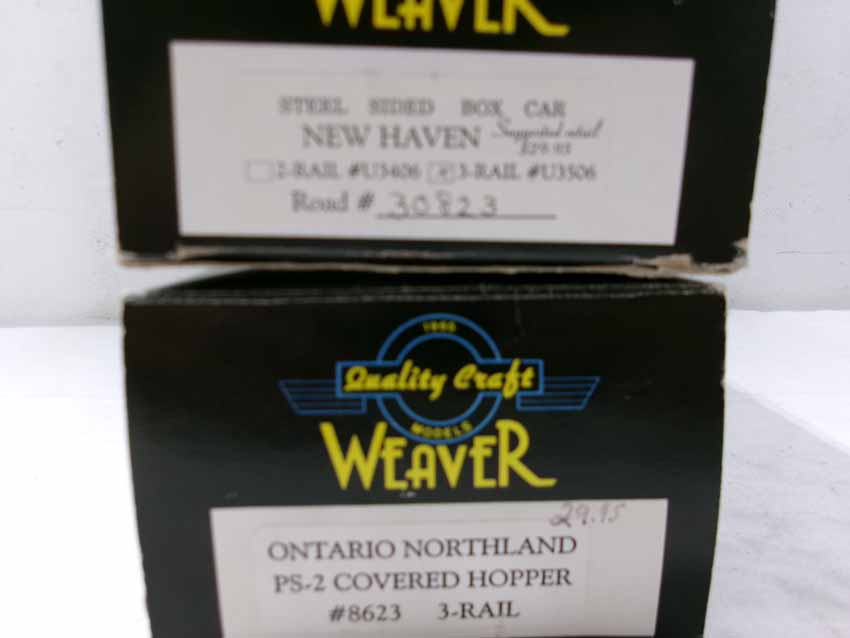 WEAVER
STEEL SIDED BOX CAR
NEW HAVEN Suggested retail
$29.95
2-RAIL #U3406 3-RAIL #U3506
Road # 30823
1965
Quality Craft
MODELS
WEAVER
29.95
ONTARIO NORTHLAND
PS-2 COVERED HOPPER
#8623 3-RAIL